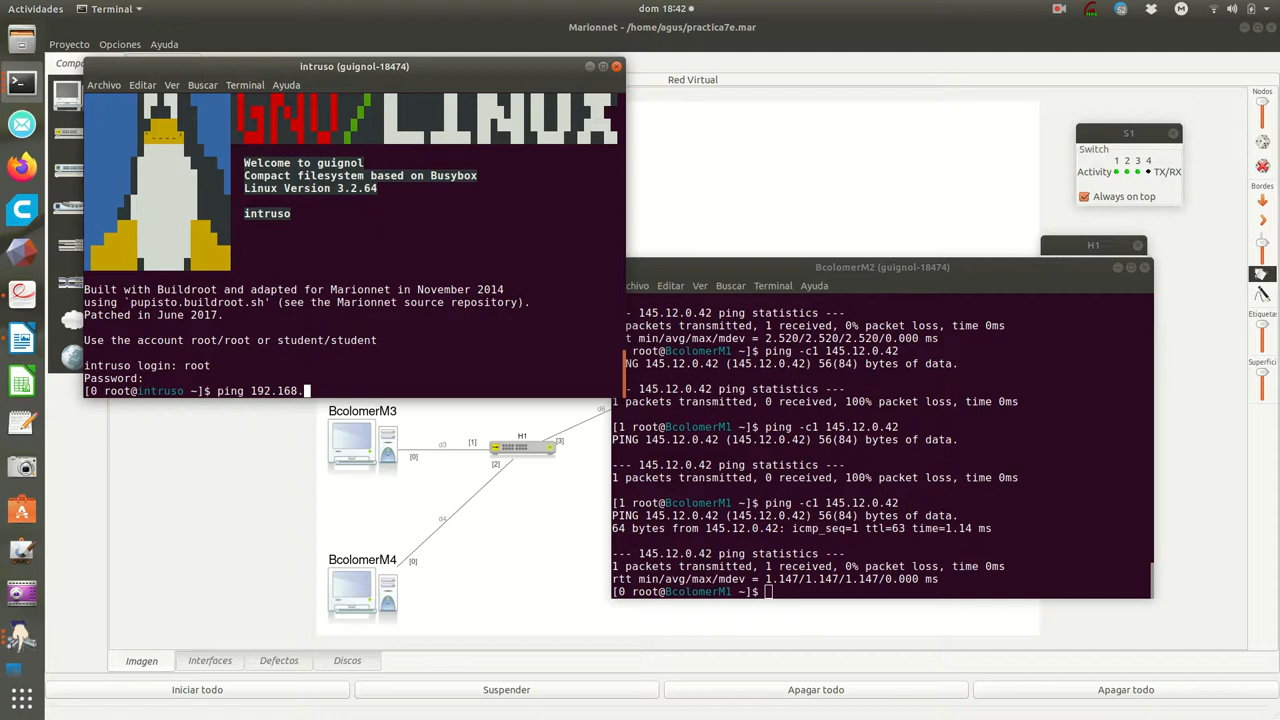 Actividades
Terminal
dom 18:42
52
Marionnet - /home/agus/practica7e.mar
Proyecto Opciones Ayuda
Red Virtual
intruso (guignol-18474)
Archivo Editar Ver Buscar Terminal Ayuda
GNU/LINUX
Welcome to guignol
Compact filesystem based on Busybox
Linux Version 3.2.64
intruso
Built with Buildroot and adapted for Marionnet in November 2014
using `pupisto.buildroot.sh' (see the Marionnet source repository).
Patched in June 2017.
Use the account root/root or student/student
intruso login: root
Password:
[0 root@intruso ~]$ ping 192.168.
S1
Switch
1 2 3 4
Activity TX/RX
Always on top
H1
Nodos
Bordes
Etiquetas
BcolomerM2 (guignol-18474)
Editar Ver Buscar Terminal Ayuda
- 145.12.0.42 ping statistics ---
packets transmitted, 1 received, 0% packet loss, time 0ms
t min/avg/max/mdev = 2.520/2.520/2.520/0.000 ms
root@BcolomerM1 ~]$ ping -c1 145.12.0.42
NG 145.12.0.42 (145.12.0.42) 56(84) bytes of data.
- 145.12.0.42 ping statistics ---
1 packets transmitted, 0 received, 100% packet loss, time 0ms
[1 root@BcolomerM1 ~]$ ping -c1 145.12.0.42
PING 145.12.0.42 (145.12.0.42) 56(84) bytes of data.
--- 145.12.0.42 ping statistics ---
1 packets transmitted, 0 received, 100% packet loss, time 0ms
[1 root@BcolomerM1 ~]$ ping -c1 145.12.0.42
PING 145.12.0.42 (145.12.0.42) 56(84) bytes of data.
64 bytes from 145.12.0.42: icmp_seq=1 ttl=63 time=1.14 ms
--- 145.12.0.42 ping statistics ---
1 packets transmitted, 1 received, 0% packet loss, time 0ms
rtt min/avg/max/mdev = 1.147/1.147/1.147/0.000 ms
[0 root@BcolomerM1 ~]$
BcolomerM3
[0]
d3
[1]
H1
[3]
d6
[2]
d4
BcolomerM4
[0]
Imagen Interfaces Defectos Discos
Iniciar todo
Suspender
Apagar todo
Apagar todo